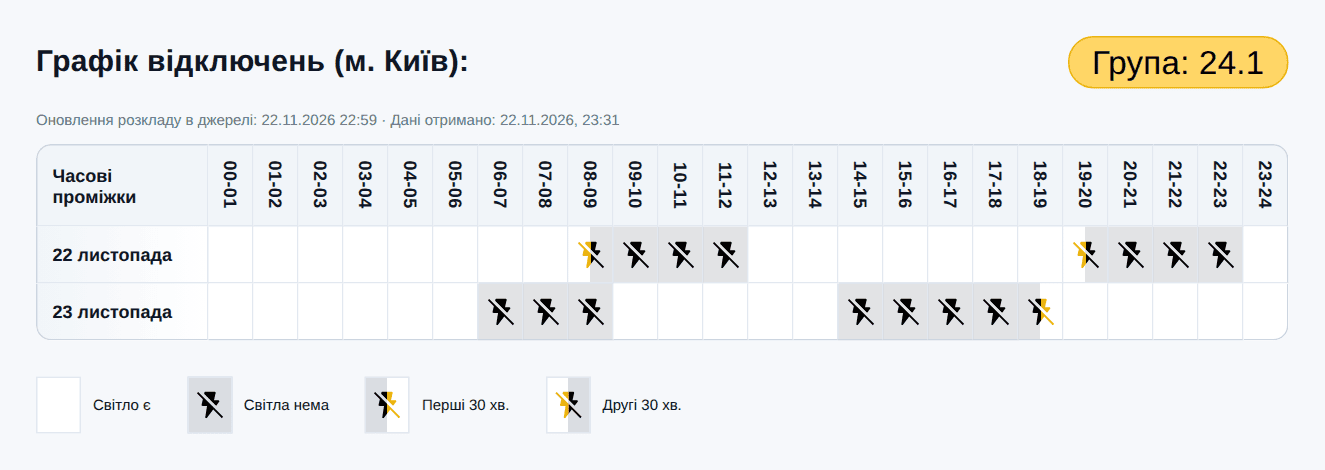 Графік відключень (м. Київ):
Група: 24.1
Оновлення розкладу в джерелі: 22.11.2026 22:59 · Дані отримано: 22.11.2026, 23:31
Часові
проміжки
00-01
01-02
02-03
03-04
04-05
05-06
06-07
07-08
08-09
09-10
10-11
11-12
12-13
13-14
14-15
15-16
16-17
17-18
18-19
19-20
20-21
21-22
22-23
23-24
22 листопада
23 листопада
Світло є
Світла нема
Перші 30 хв.
Другі 30 хв.